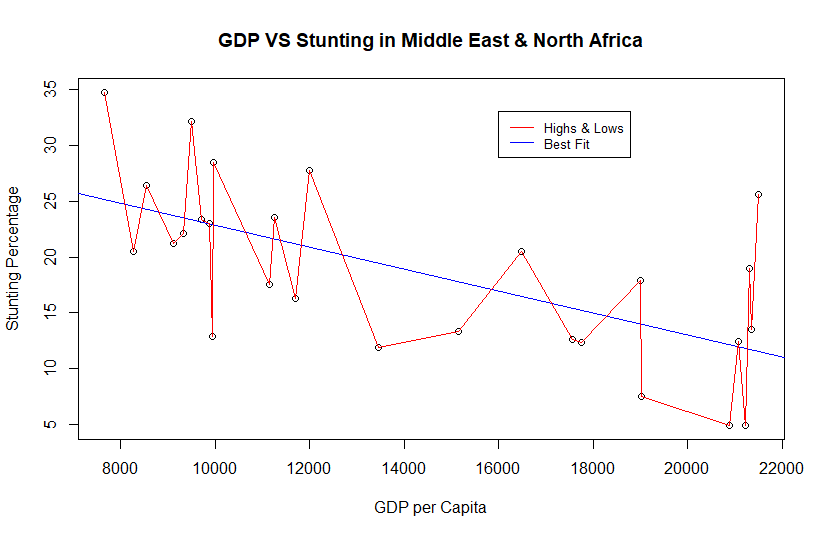 GDP VS Stunting in Middle East & North Africa
Highs & Lows
Best Fit
Stunting Percentage
35
30
25
20
15
10
5
8000 10000 12000 14000 16000 18000 20000 22000
GDP per Capita